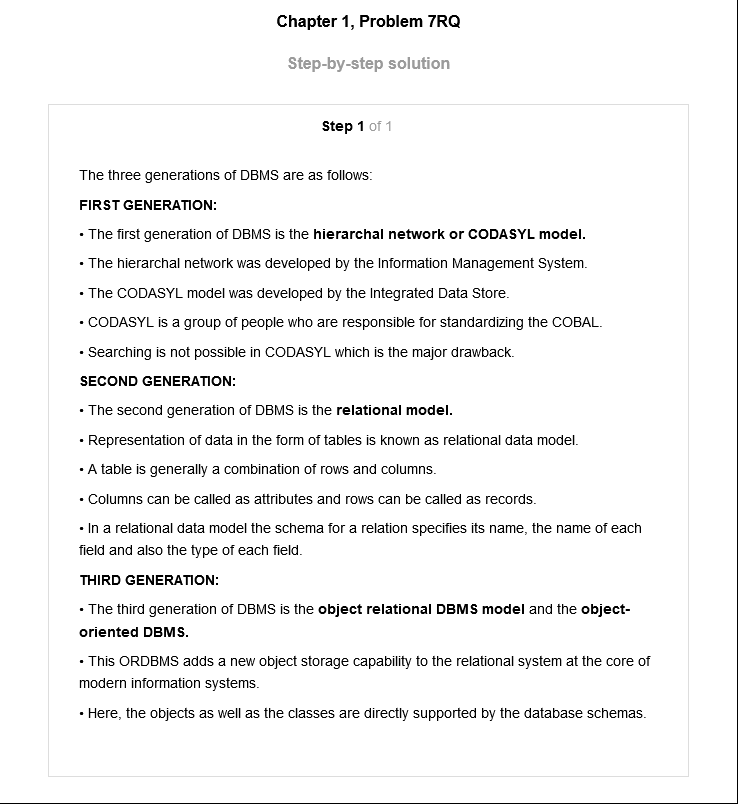 Chapter 1, Problem 7RQ
Step-by-step solution
Step 1 of 1
The three generations of DBMS are as follows:
FIRST GENERATION:
• The first generation of DBMS is the hierarchal network or CODASYL model.
• The hierarchal network was developed by the Information Management System.
• The CODASYL model was developed by the Integrated Data Store.
• CODASYL is a group of people who are responsible for standardizing the COBAL.
• Searching is not possible in CODASYL which is the major drawback.
SECOND GENERATION:
• The second generation of DBMS is the relational model.
• Representation of data in the form of tables is known as relational data model.
• A table is generally a combination of rows and columns.
• Columns can be called as attributes and rows can be called as records.
• In a relational data model the schema for a relation specifies its name, the name of each
field and also the type of each field.
THIRD GENERATION:
• The third generation of DBMS is the object relational DBMS model and the object-
oriented DBMS.
• This ORDBMS adds a new object storage capability to the relational system at the core of
modern information systems.
• Here, the objects as well as the classes are directly supported by the database schemas.